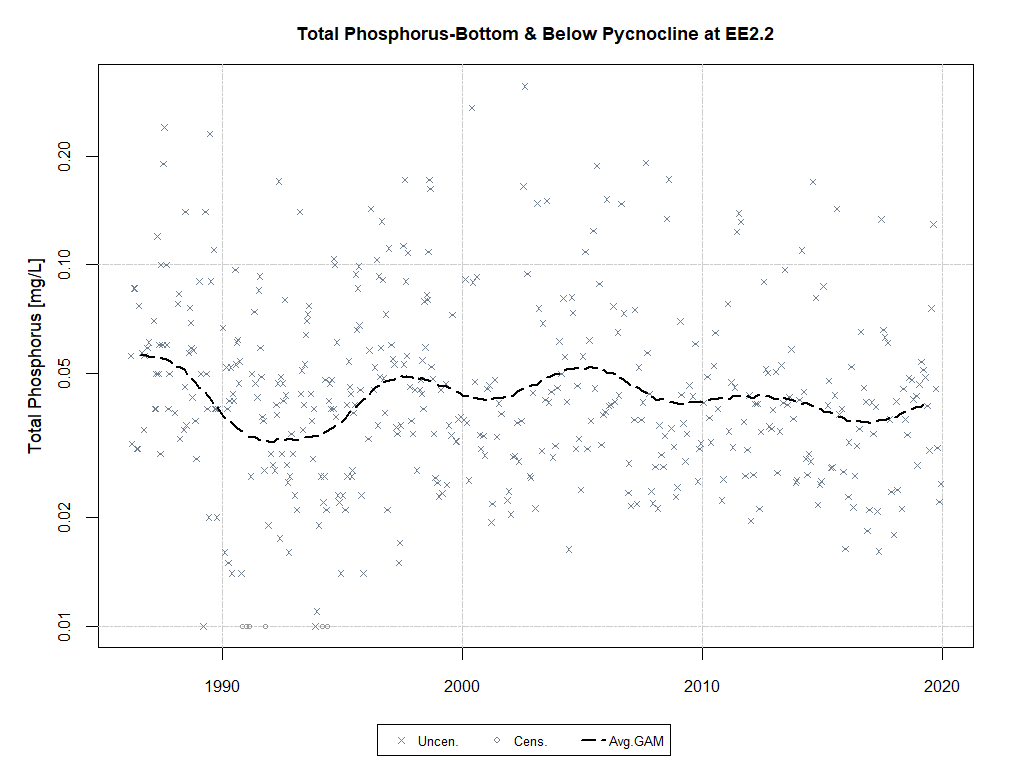 Total Phosphorus-Bottom & Below Pycnocline at EE2.2
Total Phosphorus [mg/L]
0.20
0.10
0.05
0.02
0.01
1990 2000 2010 2020
Uncen. Cens. Avg.GAM